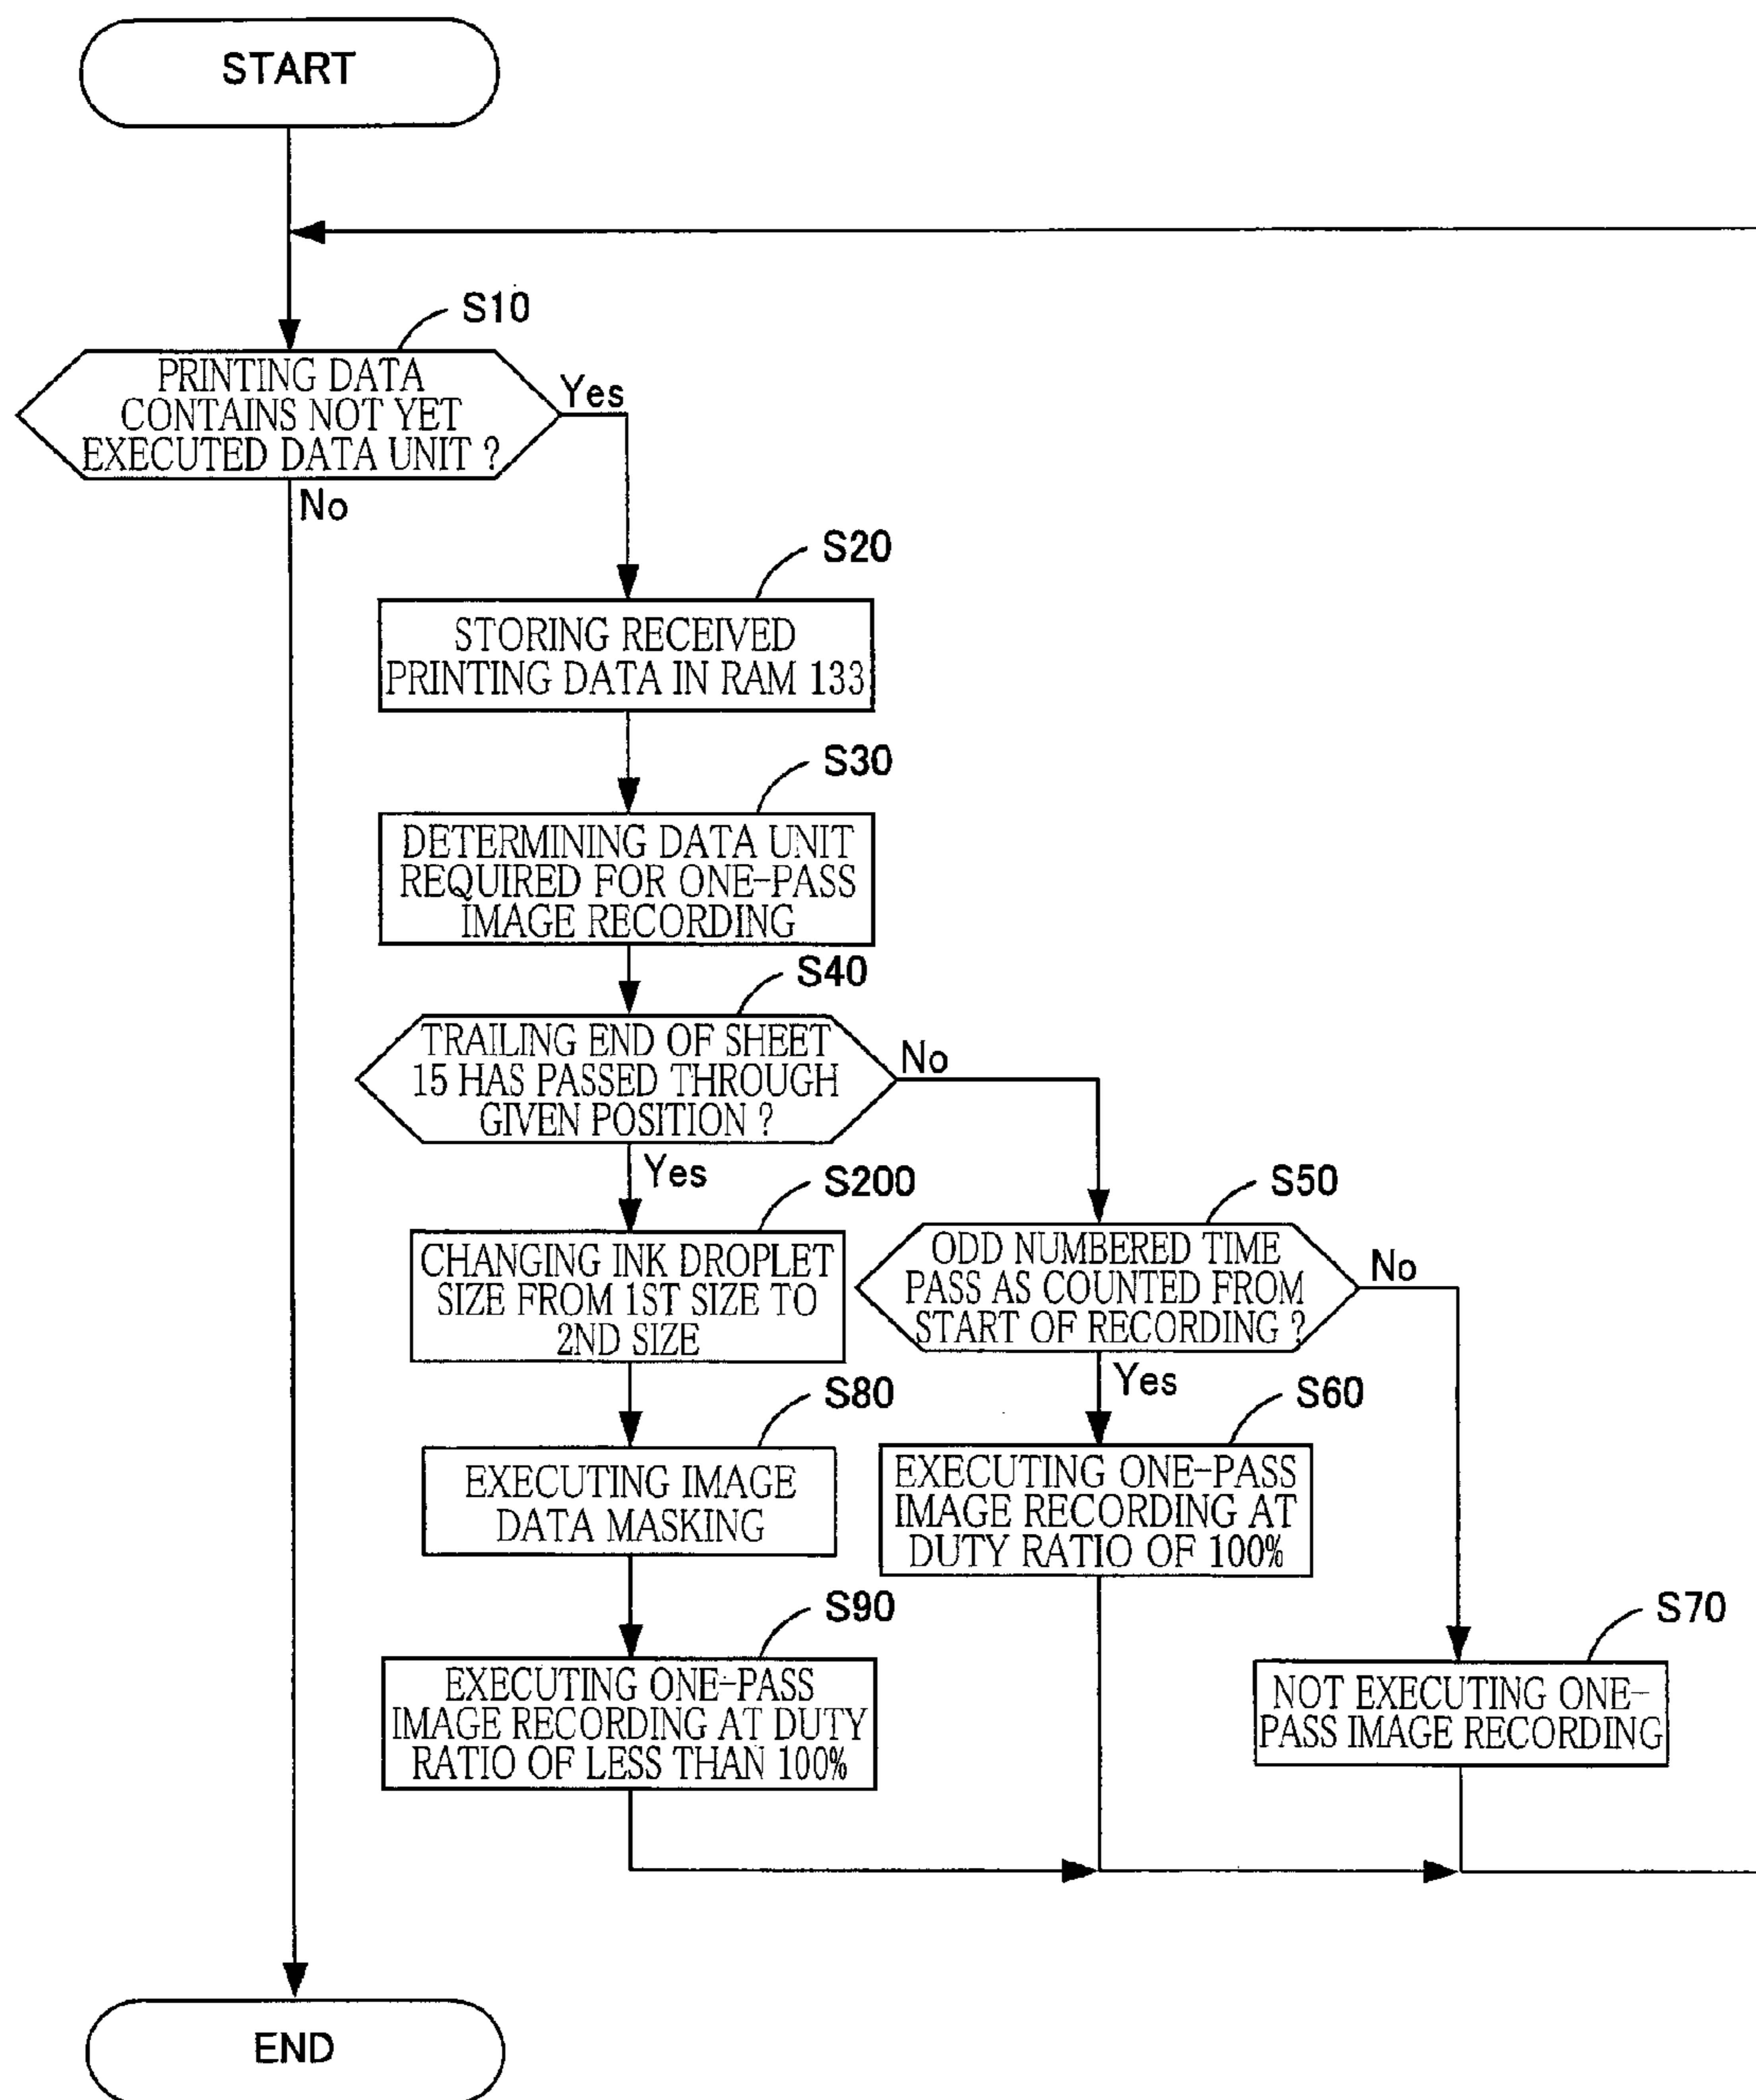 START
S10
PRINTING DATA
CONTAINS NOT YET
EXECUTED DATA UNIT ?
Yes
No
S20
STORING RECEIVED
PRINTING DATA IN RAM 133
S30
DETERMINING DATA UNIT
REQUIRED FOR ONE-PASS
IMAGE RECORDING
S40
TRAILING END OF SHEET
15 HAS PASSED THROUGH
GIVEN POSITION ?
No
Yes
S200
CHANGING INK DROPLET
SIZE FROM 1ST SIZE TO
2ND SIZE
S50
ODD NUMBERED TIME
PASS AS COUNTED FROM
START OF RECORDING ?
No
Yes
S80
EXECUTING IMAGE
DATA MASKING
S60
EXECUTING ONE-PASS
IMAGE RECORDING AT
DUTY RATIO OF 100%
S90
EXECUTING ONE-PASS
IMAGE RECORDING AT DUTY
RATIO OF LESS THAN 100%
S70
NOT EXECUTING ONE-
PASS IMAGE RECORDING
END